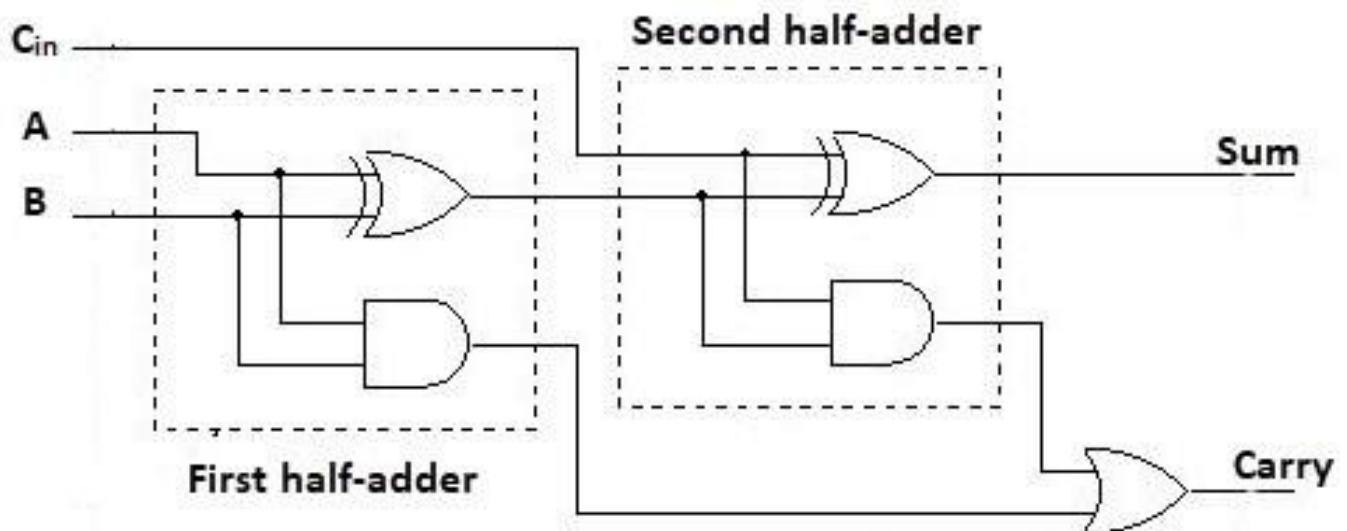 Cin
Second half-adder
A
Sum
B
First half-adder
Carry